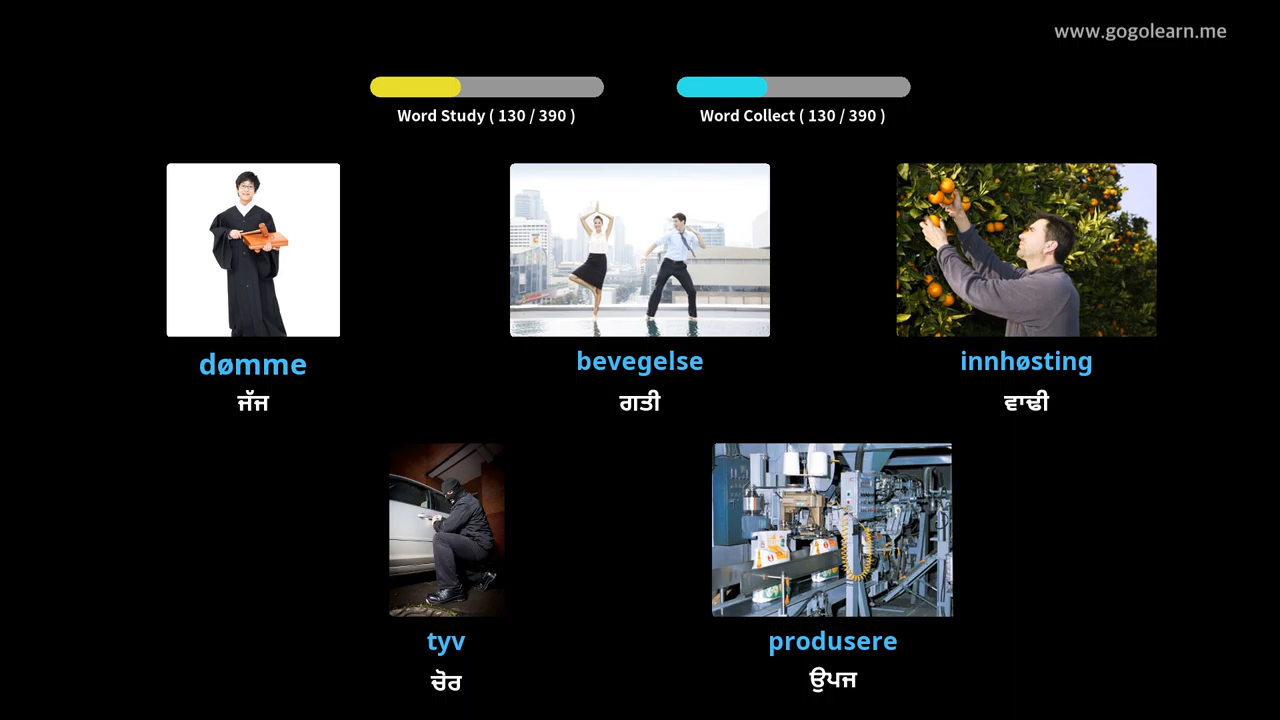 www.gogolearn.me
Word Study ( 130 / 390 )
Word Collect ( 130 / 390 )
dømme
bevegelse
innhøsting
ਜੱਜ
ਗਤੀ
ਵਾਢੀ
tyv
produsere
ਚੋਰ
ਉਪਜ